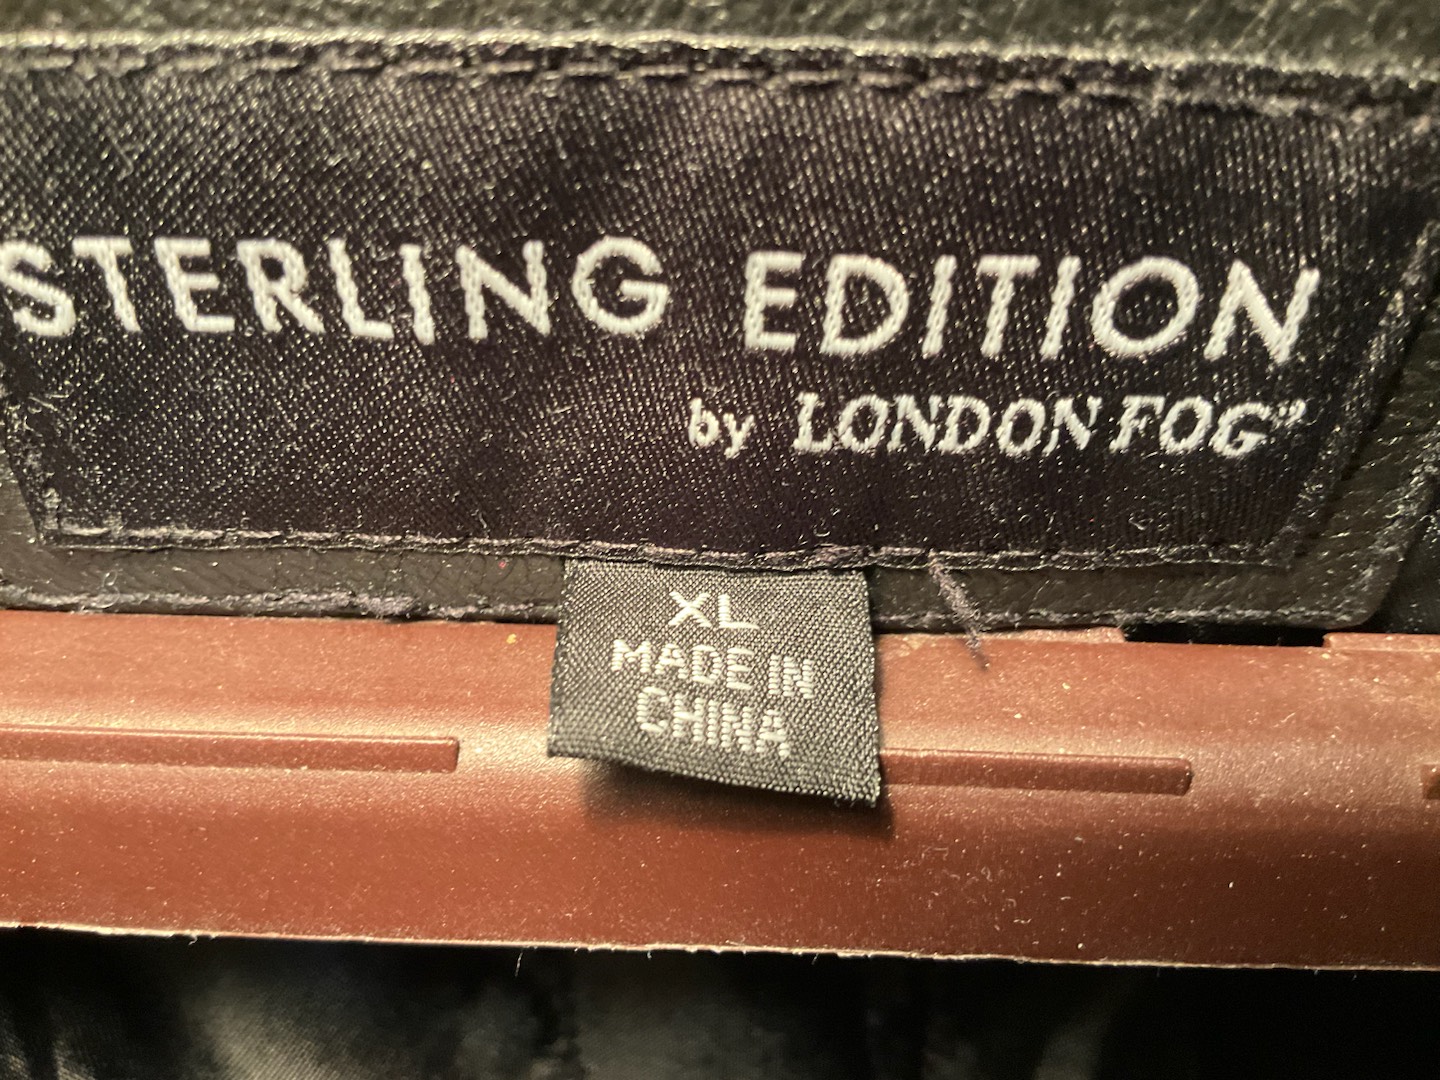 STERLING EDITION
by LONDON FOG
XL
MADE IN
CHINA